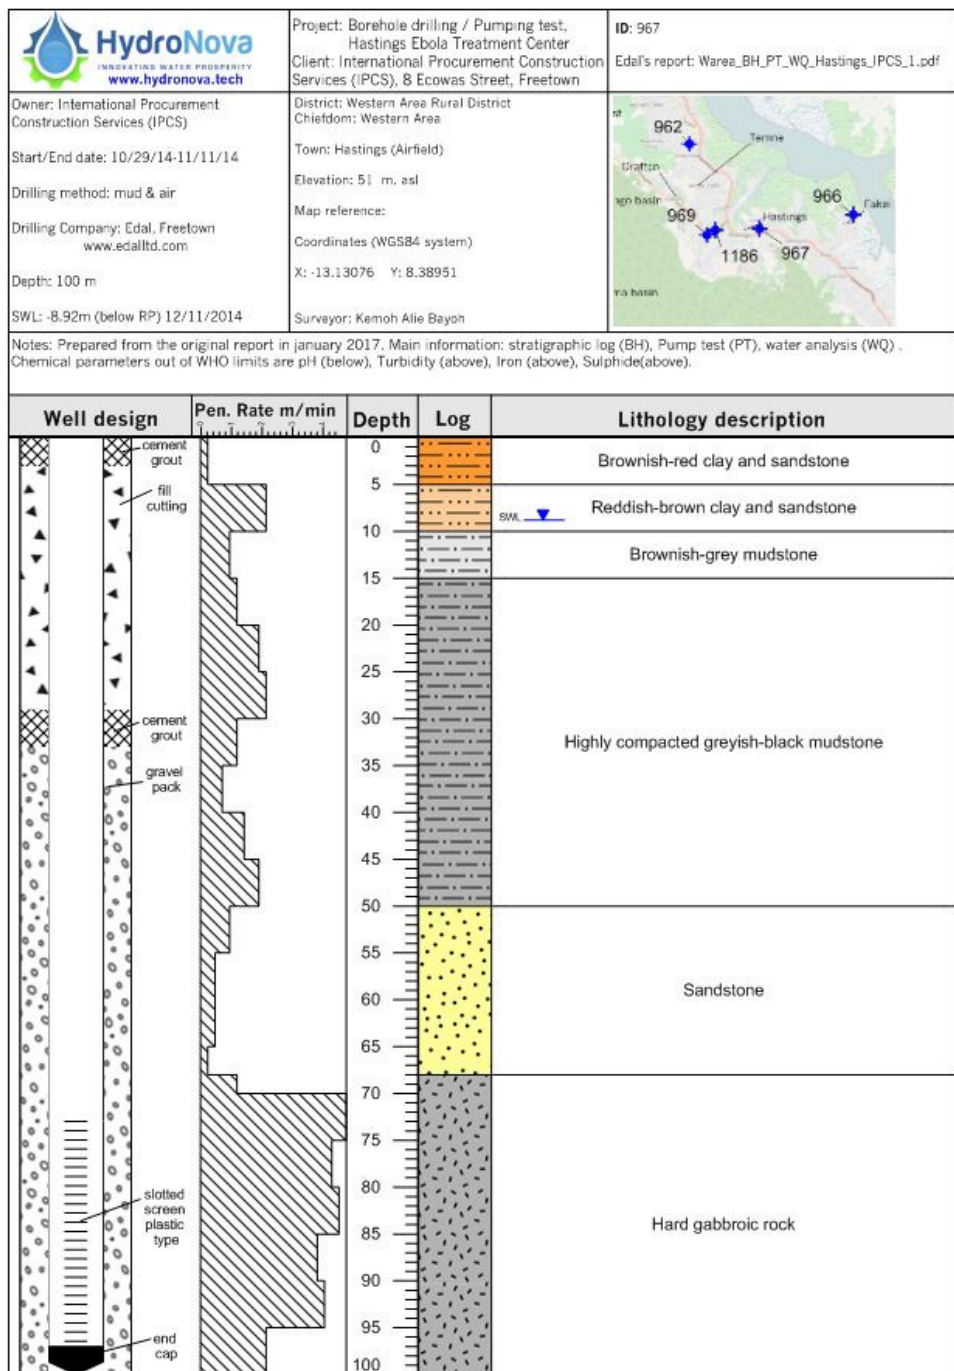 HydroNova
INNOVATING WATER PROSPERITY
www.hydronova.tech
Project: Borehole drilling / Pumping test,
Hastings Ebola Treatment Center
Client: International Procurement Construction
Services (IPCS), 8 Ecowas Street, Freetown
ID: 967
Edal's report: Warea_BH_PT_WQ_Hastings_IPCS_1.pdf
Owner: International Procurement
Construction Services (IPCS)
Start/End date: 10/29/14-11/11/14
Drilling method: mud & air
Drilling Company: Edal, Freetown
www.edalltd.com
Depth: 100 m
SWL: -8.92m (below RP) 12/11/2014
District: Western Area Rural District
Chiefdom: Western Area
Town: Hastings (Airfield)
Elevation: 51 m. asl
Map reference:
Coordinates (WGS84 system)
X: -13.13076 Y: 8.38951
Surveyor: Kemoh Alie Bayoh
962
Temne
Grafton
966
969
Hastings
1186
967
Notes: Prepared from the original report in january 2017. Main information: stratigraphic log (BH), Pump test (PT), water analysis (WQ) .
Chemical parameters out of WHO limits are pH (below), Turbidity (above), Iron (above), Sulphide(above).
Well design
Pen. Rate m/min
0 1 2 3 4
Depth
Log
Lithology description
cement
grout
fill
cutting
cement
grout
gravel
pack
slotted
screen
plastic
type
end
cap
0
5
10
15
20
25
30
35
40
45
50
55
60
65
70
75
80
85
90
95
100
SWL
Brownish-red clay and sandstone
Reddish-brown clay and sandstone
Brownish-grey mudstone
Highly compacted greyish-black mudstone
Sandstone
Hard gabbroic rock